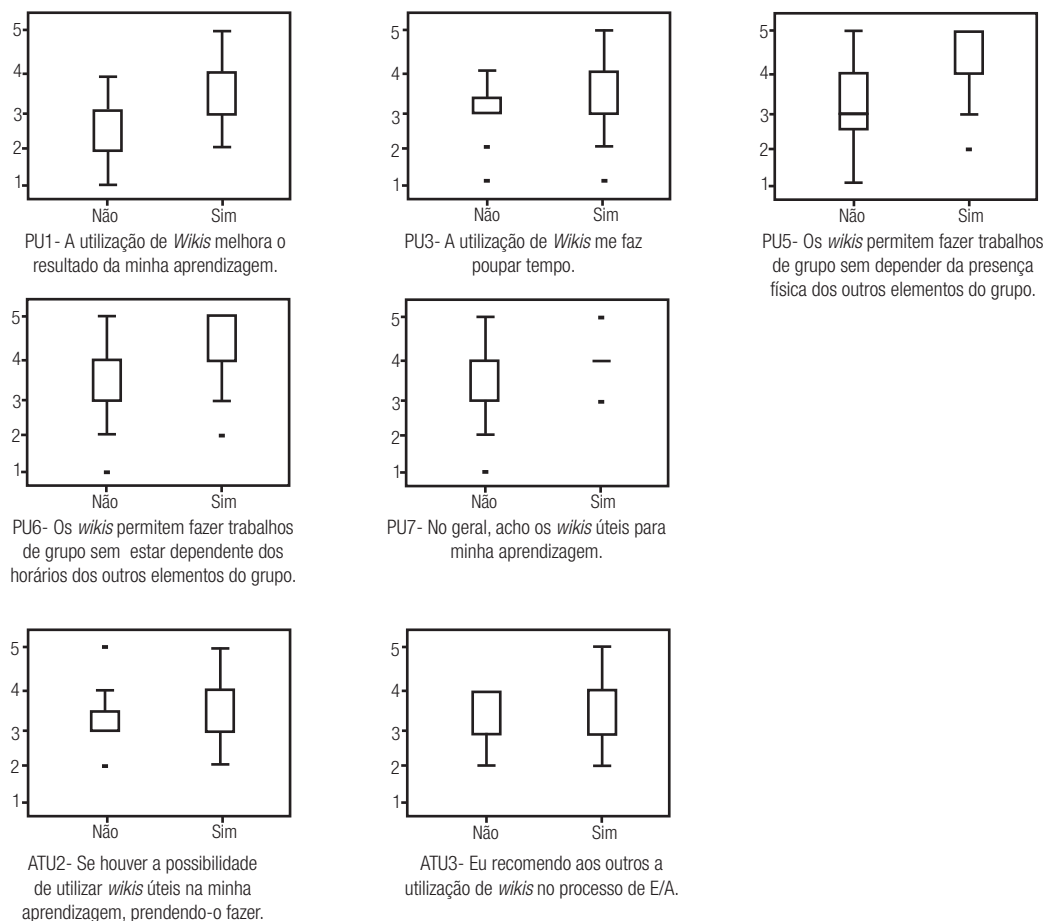 5
4
3
2
1
Não Sim
PU1- A utilização de Wikis melhora o
resultado da minha aprendizagem.
5
4
3
2
1
Não Sim
PU3- A utilização de Wikis me faz
poupar tempo.
5
4
3
2
1
Não Sim
PU5- Os wikis permitem fazer trabalhos
de grupo sem depender da presença
física dos outros elementos do grupo.
5
4
3
2
1
Não Sim
PU6- Os wikis permitem fazer trabalhos
de grupo sem estar dependente dos
horários dos outros elementos do grupo.
5
4
3
2
1
Não Sim
PU7- No geral, acho os wikis úteis para
minha aprendizagem.
5
4
3
2
1
Não Sim
ATU2- Se houver a possibilidade
de utilizar wikis úteis na minha
aprendizagem, prendendo-o fazer.
5
4
3
2
1
Não Sim
ATU3- Eu recomendo aos outros a
utilização de wikis no processo de E/A.